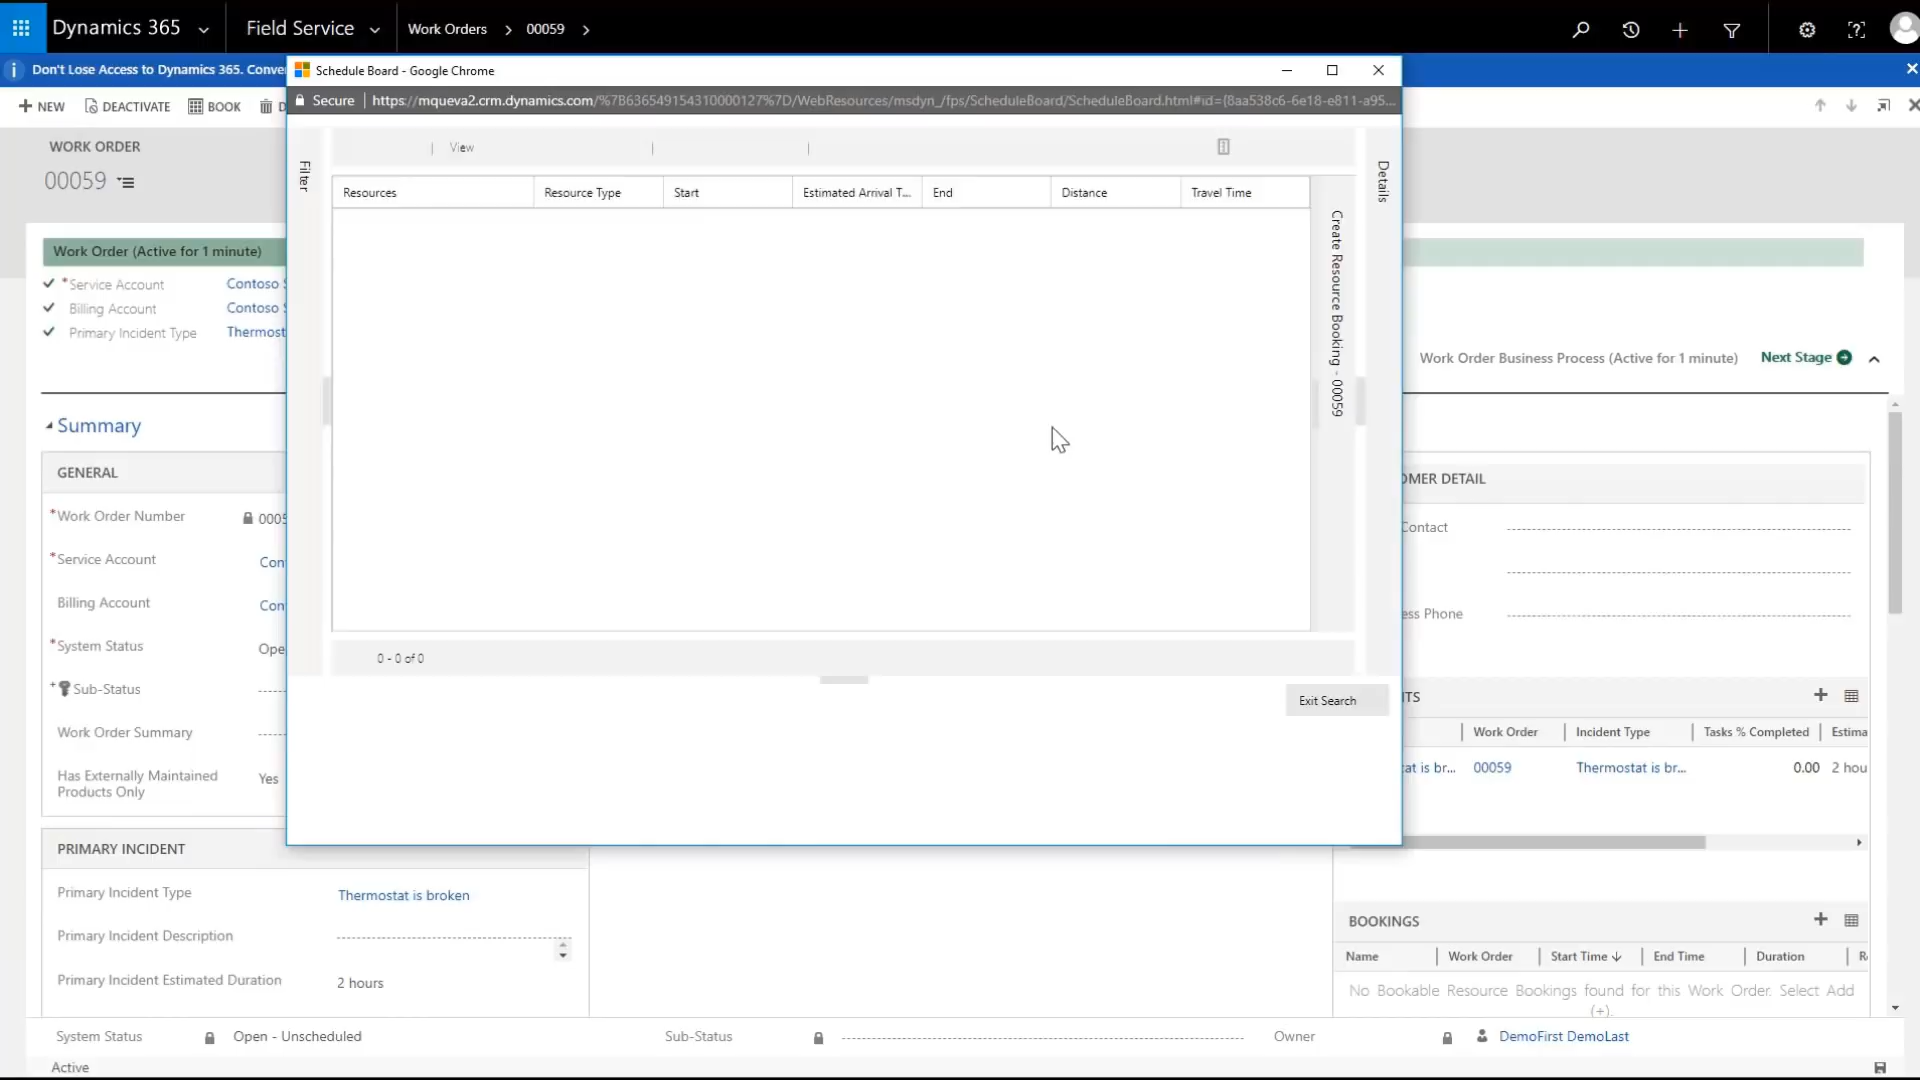 Dynamics 365
Field Service
Work Orders
00059
Don't Lose Access to Dynamics 365. Conve
NEW
DEACTIVATE
BOOK
D
Schedule Board - Google Chrome
Secure
https://mqueva2.crm.dynamics.com/%7B636549154310000127%7D/WebResources/msdyn_/fps/ScheduleBoard/ScheduleBoard.html#id={8aa538c6-6e18-e811-a95...
WORK ORDER
00059
Work Order (Active for 1 minute)
*Service Account
Contoso S
Billing Account
Contoso S
Primary Incident Type
Thermost
Filter
View
Resources
Resource Type
Start
Estimated Arrival T...
End
Distance
Travel Time
Create Resource Booking - 00059
Details
0 - 0 of 0
Exit Search
Work Order Business Process (Active for 1 minute)
Next Stage
Summary
GENERAL
*Work Order Number
0005
*Service Account
Con
Billing Account
Con
*System Status
Ope
+ Sub-Status
Work Order Summary
Has Externally Maintained
Products Only
Yes
PRIMARY INCIDENT
Primary Incident Type
Thermostat is broken
Primary Incident Description
Primary Incident Estimated Duration
2 hours
OMER DETAIL
Contact
ess Phone
TS
Work Order
Incident Type
Tasks % Completed
Estima
tat is br...
00059
Thermostat is br...
0.00
2 hou
BOOKINGS
Name
Work Order
Start Time ↓
End Time
Duration
Re
No Bookable Resource Bookings found for this Work Order. Select Add
(+).
System Status
Open - Unscheduled
Sub-Status
Owner
DemoFirst DemoLast
Active